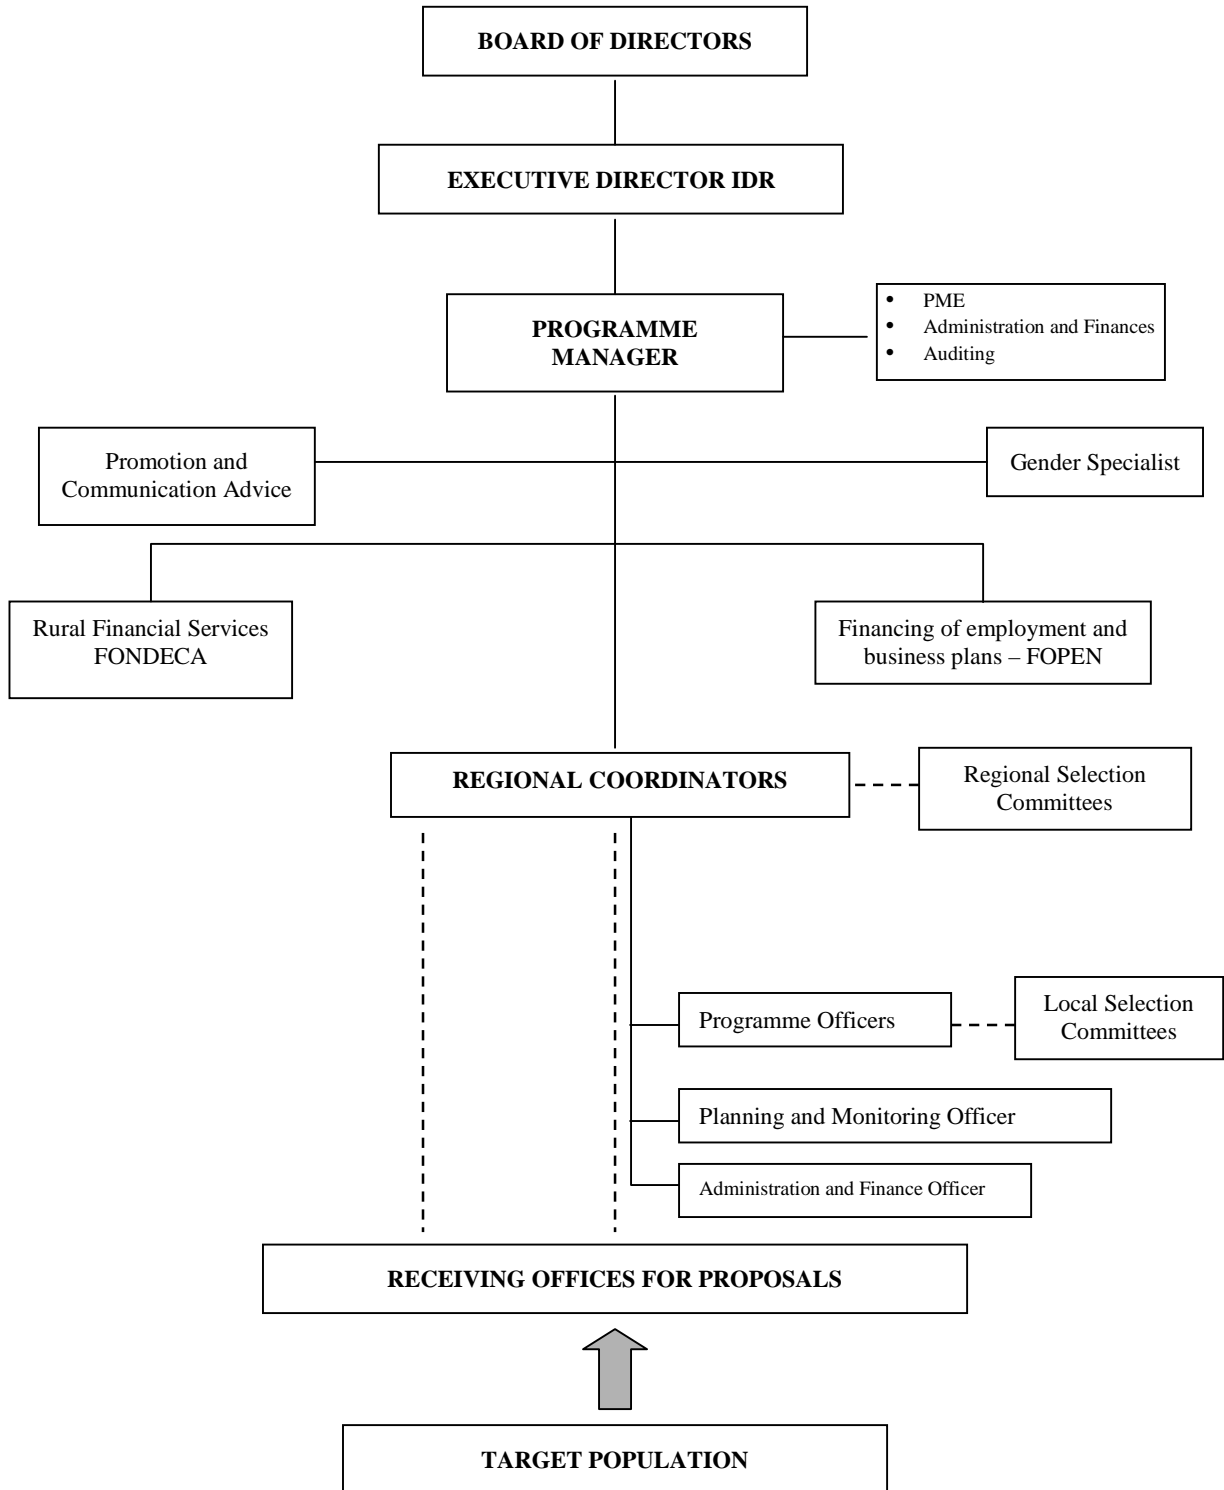 BOARD OF DIRECTORS
EXECUTIVE DIRECTOR IDR
PROGRAMME
MANAGER
• PME
• Administration and Finances
• Auditing
Promotion and
Communication Advice
Gender Specialist
Rural Financial Services
FONDECA
Financing of employment and
business plans – FOPEN
REGIONAL COORDINATORS
Regional Selection
Committees
Programme Officers
Local Selection
Committees
Planning and Monitoring Officer
Administration and Finance Officer
RECEIVING OFFICES FOR PROPOSALS
TARGET POPULATION